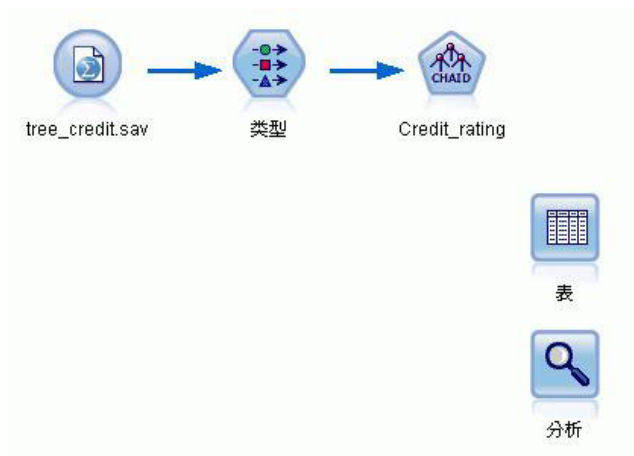 CHAID
tree_credit.sav
类型
Credit_rating
表
分析